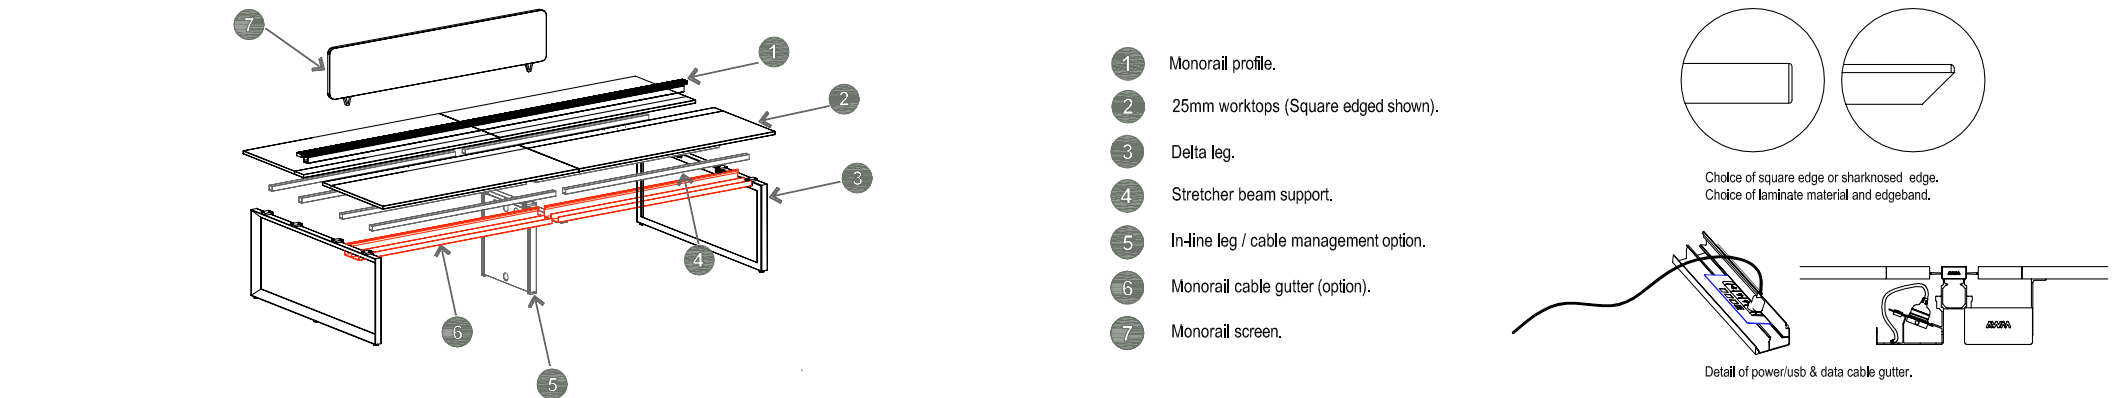 7
1
2
3
4
6
5
1 Monorail profile.
2 25mm worktops (Square edged shown).
3 Delta leg.
4 Stretcher beam support.
5 In-line leg / cable management option.
6 Monorail cable gutter (option).
7 Monorail screen.
Choice of square edge or sharknosed edge.
Choice of laminate material and edgeband.
Detail of power/usb & data cable gutter.